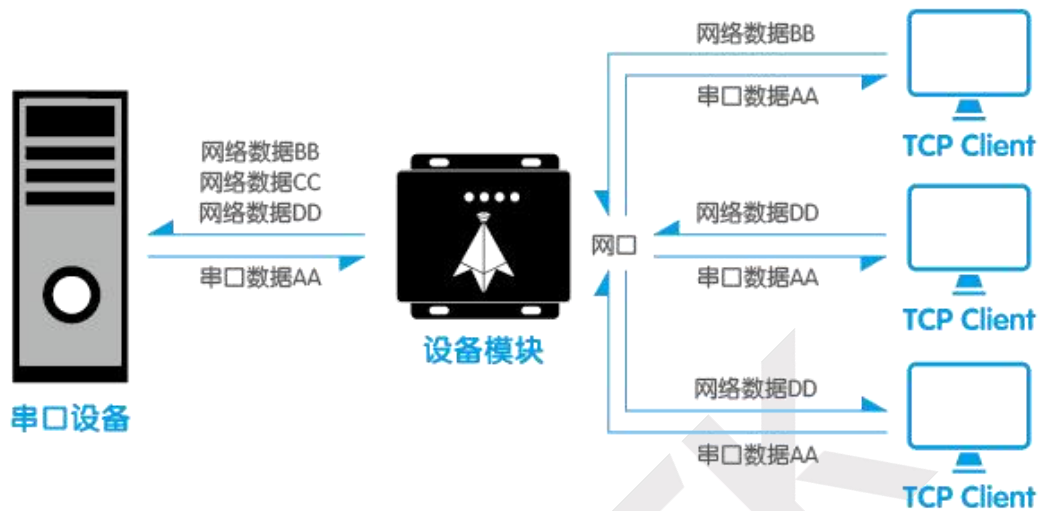 网络数据BB
串口数据AA
TCP Client
网络数据BB
网络数据CC
网络数据DD
串口数据AA
网口
网络数据DD
串口数据AA
TCP Client
设备模块
串口设备
网络数据DD
串口数据AA
TCP Client